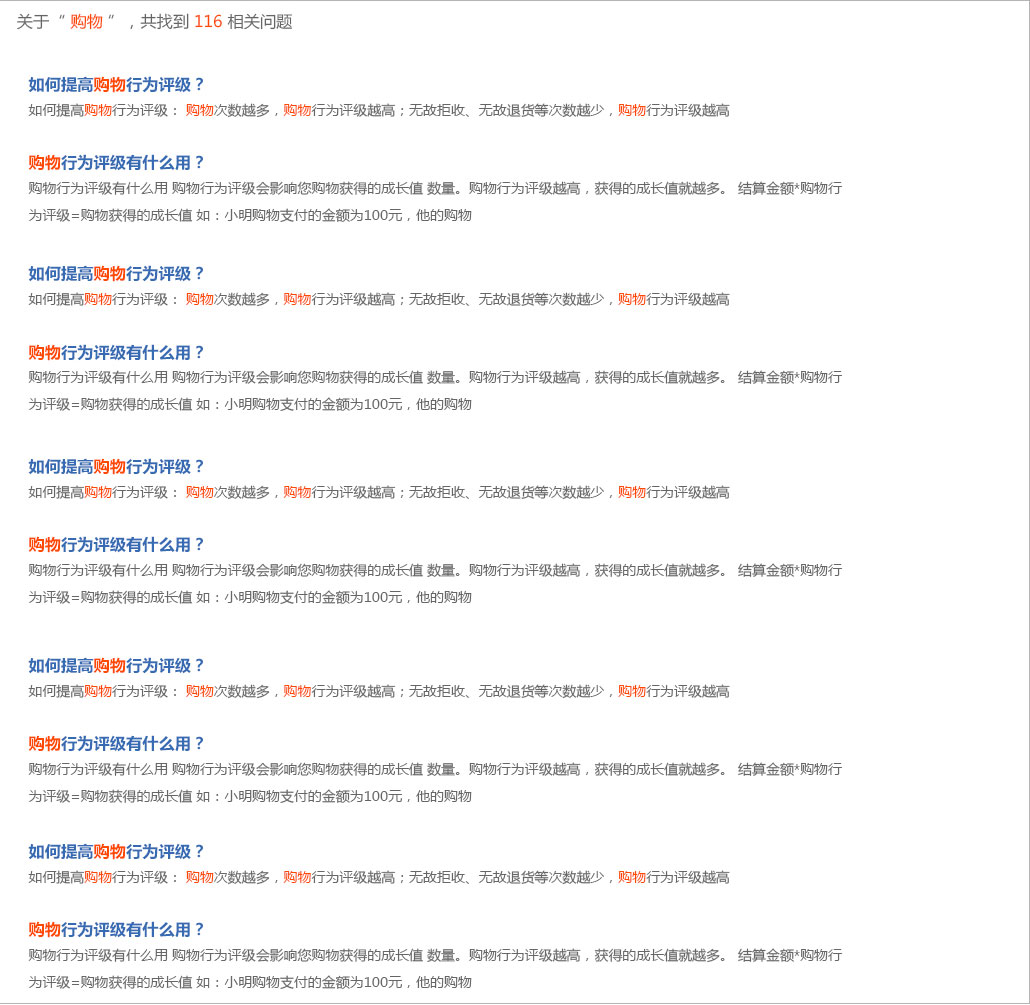 关于“ 购物 ”，共找到 116 相关问题
如何提高购物行为评级？
如何提高购物行为评级： 购物次数越多，购物行为评级越高；无故拒收、无故退货等次数越少，购物行为评级越高
购物行为评级有什么用？
购物行为评级有什么用 购物行为评级会影响您购物获得的成长值 数量。购物行为评级越高，获得的成长值就越多。 结算金额*购物行
为评级=购物获得的成长值 如：小明购物支付的金额为100元，他的购物
如何提高购物行为评级？
如何提高购物行为评级： 购物次数越多，购物行为评级越高；无故拒收、无故退货等次数越少，购物行为评级越高
购物行为评级有什么用？
购物行为评级有什么用 购物行为评级会影响您购物获得的成长值 数量。购物行为评级越高，获得的成长值就越多。 结算金额*购物行
为评级=购物获得的成长值 如：小明购物支付的金额为100元，他的购物
如何提高购物行为评级？
如何提高购物行为评级： 购物次数越多，购物行为评级越高；无故拒收、无故退货等次数越少，购物行为评级越高
购物行为评级有什么用？
购物行为评级有什么用 购物行为评级会影响您购物获得的成长值 数量。购物行为评级越高，获得的成长值就越多。 结算金额*购物行
为评级=购物获得的成长值 如：小明购物支付的金额为100元，他的购物
如何提高购物行为评级？
如何提高购物行为评级： 购物次数越多，购物行为评级越高；无故拒收、无故退货等次数越少，购物行为评级越高
购物行为评级有什么用？
购物行为评级有什么用 购物行为评级会影响您购物获得的成长值 数量。购物行为评级越高，获得的成长值就越多。 结算金额*购物行
为评级=购物获得的成长值 如：小明购物支付的金额为100元，他的购物
如何提高购物行为评级？
如何提高购物行为评级： 购物次数越多，购物行为评级越高；无故拒收、无故退货等次数越少，购物行为评级越高
购物行为评级有什么用？
购物行为评级有什么用 购物行为评级会影响您购物获得的成长值 数量。购物行为评级越高，获得的成长值就越多。 结算金额*购物行
为评级=购物获得的成长值 如：小明购物支付的金额为100元，他的购物